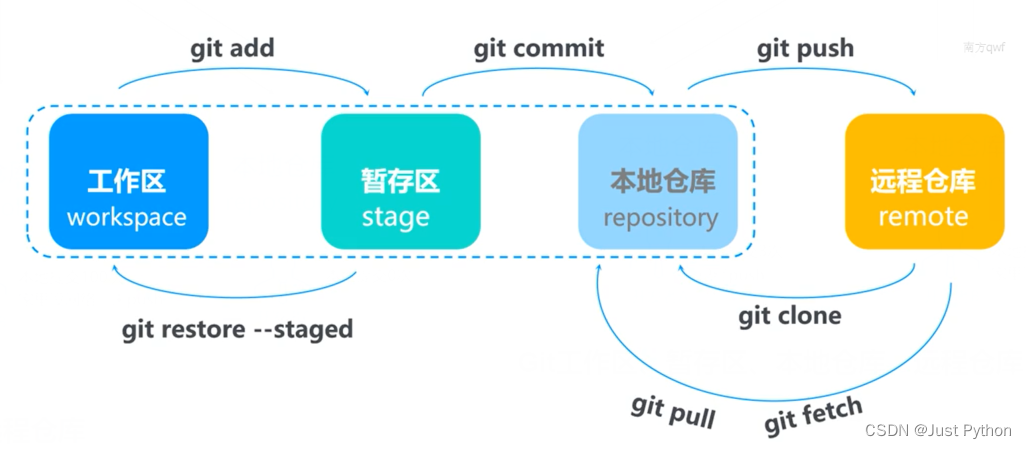 git add
git commit
git push
南方qwf
工作区
workspace
暂存区
stage
本地仓库
repository
远程仓库
remote
git restore --staged
git clone
git pull
git fetch
CSDN @Just Python